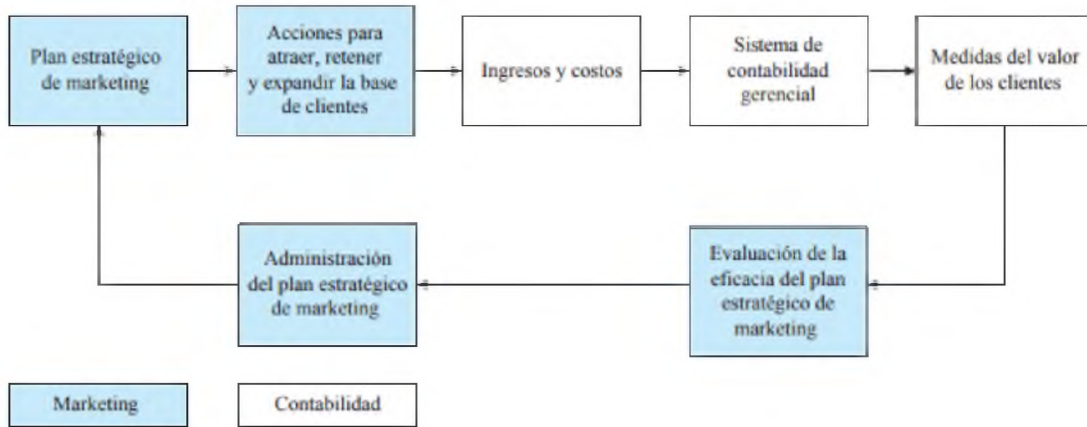 Plan estratégico
de marketing
Acciones para
atraer, retener
y expandir la base
de clientes
Ingresos y costos
Sistema de
contabilidad
gerencial
Medidas del valor
de los clientes
Administración
del plan estratégico
de marketing
Evaluación de la
eficacia del plan
estratégico de
marketing
Marketing
Contabilidad